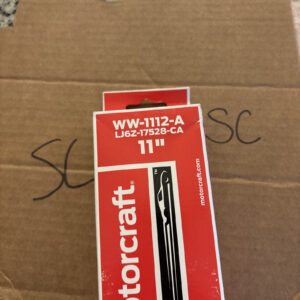 WW-1112-A
LJ6Z-17528-CA
11"
SC
SC
motorcraft.com
otorcraft®